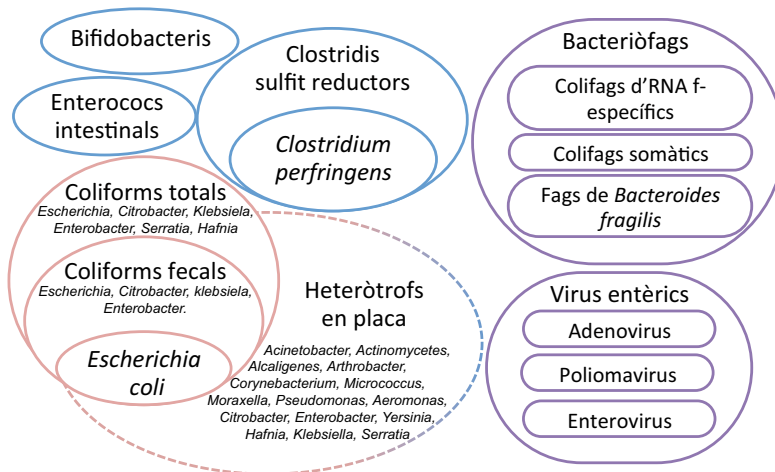 Bifidobacteris
Enterococs
intestinals
Clostridis
sulfit reductors
Clostridium
perfringens
Coliforms totals
Escherichia, Citrobacter, Klebsiela,
Enterobacter, Serratia, Hafnia
Coliforms fecals
Escherichia, Citrobacter, klebsiela,
Enterobacter.
Escherichia
coli
Heteròtrofs
en placa
Acinetobacter, Actinomycetes,
Alcaligenes, Arthrobacter,
Corynebacterium, Micrococcus,
Moraxella, Pseudomonas, Aeromonas,
Citrobacter, Enterobacter, Yersinia,
Hafnia, Klebsiella, Serratia
Bacteriòfags
Colifags d’RNA f-
específics
Colifags somàtics
Fags de Bacteroides
fragilis
Virus entèrics
Adenovirus
Poliomavirus
Enterovirus